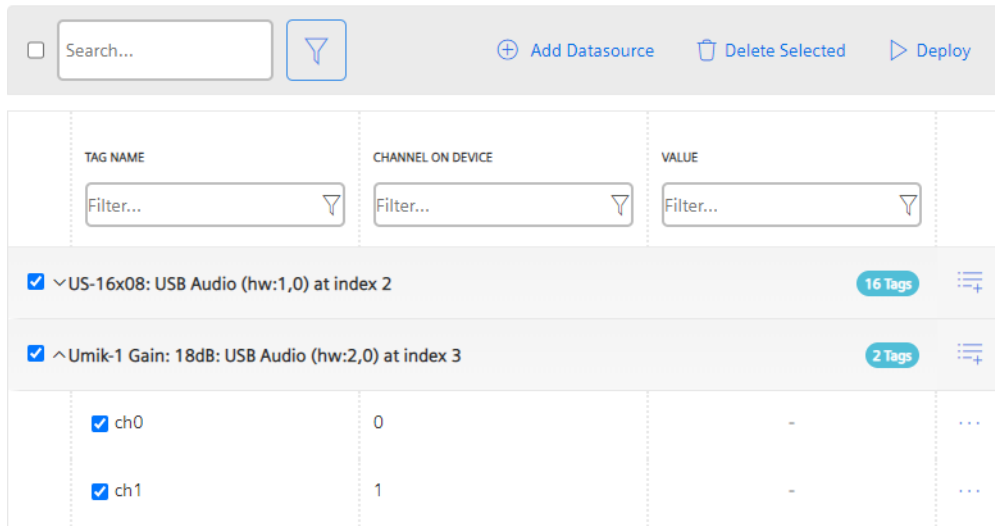 Search... Add Datasource Delete Selected Deploy
TAG NAME CHANNEL ON DEVICE VALUE
Filter... Filter... Filter...
US-16x08: USB Audio (hw:1,0) at index 2 16 Tags
Umik-1 Gain: 18dB: USB Audio (hw:2,0) at index 3 2 Tags
ch0 0 -
ch1 1 -